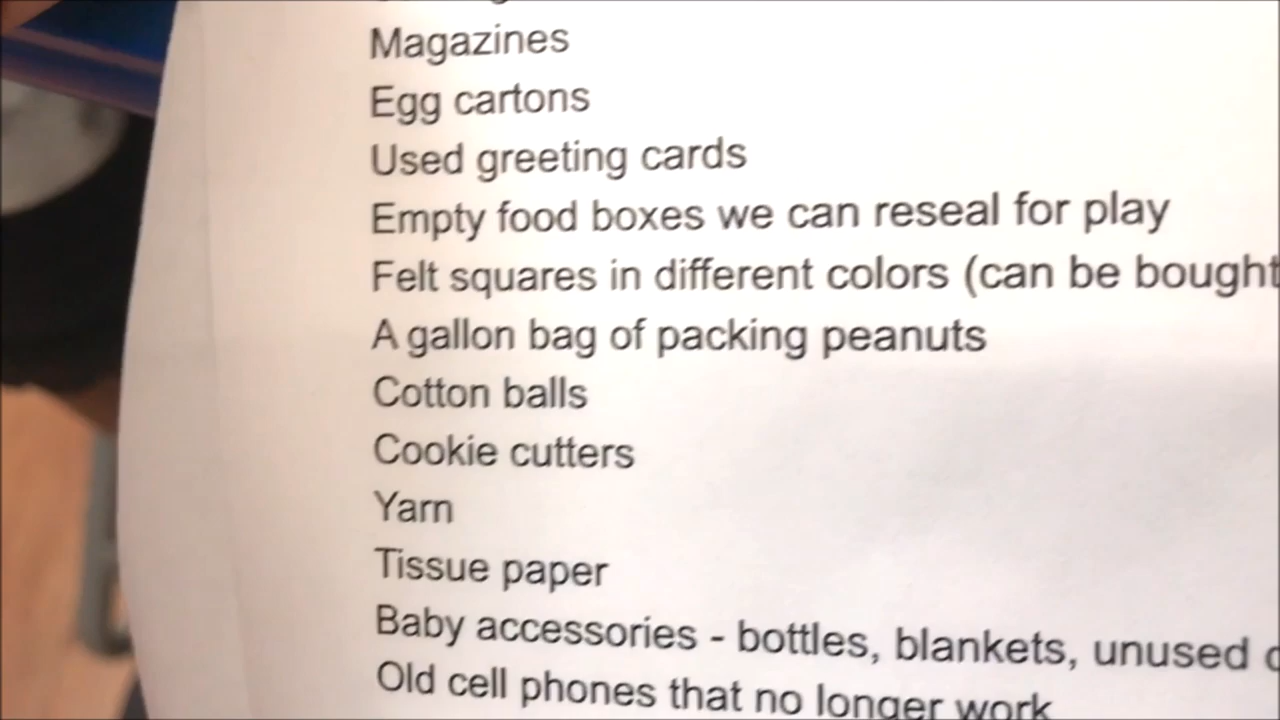 Magazines
Egg cartons
Used greeting cards
Empty food boxes we can reseal for play
Felt squares in different colors (can be bought
A gallon bag of packing peanuts
Cotton balls
Cookie cutters
Yarn
Tissue paper
Baby accessories - bottles, blankets, unused
Old cell phones that no longer work